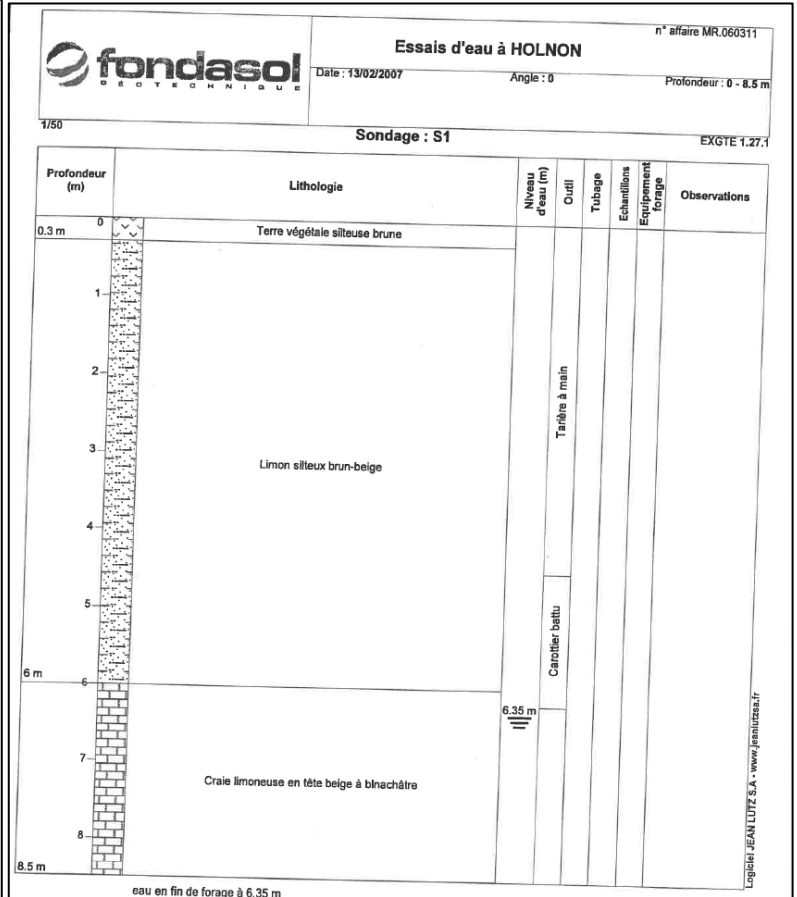 n° affaire MR.060311
fondasol
GÉOTECHNIQUE
Essais d'eau à HOLNON
Date : 13/02/2007 Angle : 0 Profondeur : 0 - 8.5 m
1/50 Sondage : S1 EXGTE 1.27.1
Profondeur (m)
Lithologie
Niveau d'eau (m)
Outil
Tubage
Echantillons
Equipement forage
Observations
0
0.3 m
Terre végétale silteuse brune
1
2
3
4
5
Limon silteux brun-beige
Tarière à main
Carottier battu
6 m
6
6.35 m
7
Craie limoneuse en tête beige à blnachâtre
8
8.5 m
Logiciel JEAN LUTZ S.A - www.jeanlutzsa.fr
eau en fin de forage à 6.35 m